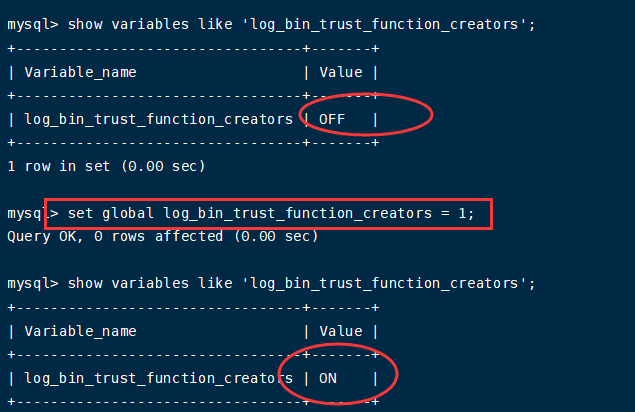 mysql> show variables like 'log_bin_trust_function_creators';
+---------------------------------+-------+
| Variable_name                   | Value |
+---------------------------------+-------+
| log_bin_trust_function_creators | OFF   |
+---------------------------------+-------+
1 row in set (0.00 sec)
mysql> set global log_bin_trust_function_creators = 1;
Query OK, 0 rows affected (0.00 sec)
mysql> show variables like 'log_bin_trust_function_creators';
+---------------------------------+-------+
| Variable_name                   | Value |
+---------------------------------+-------+
| log_bin_trust_function_creators | ON    |
+---------------------------------+-------+